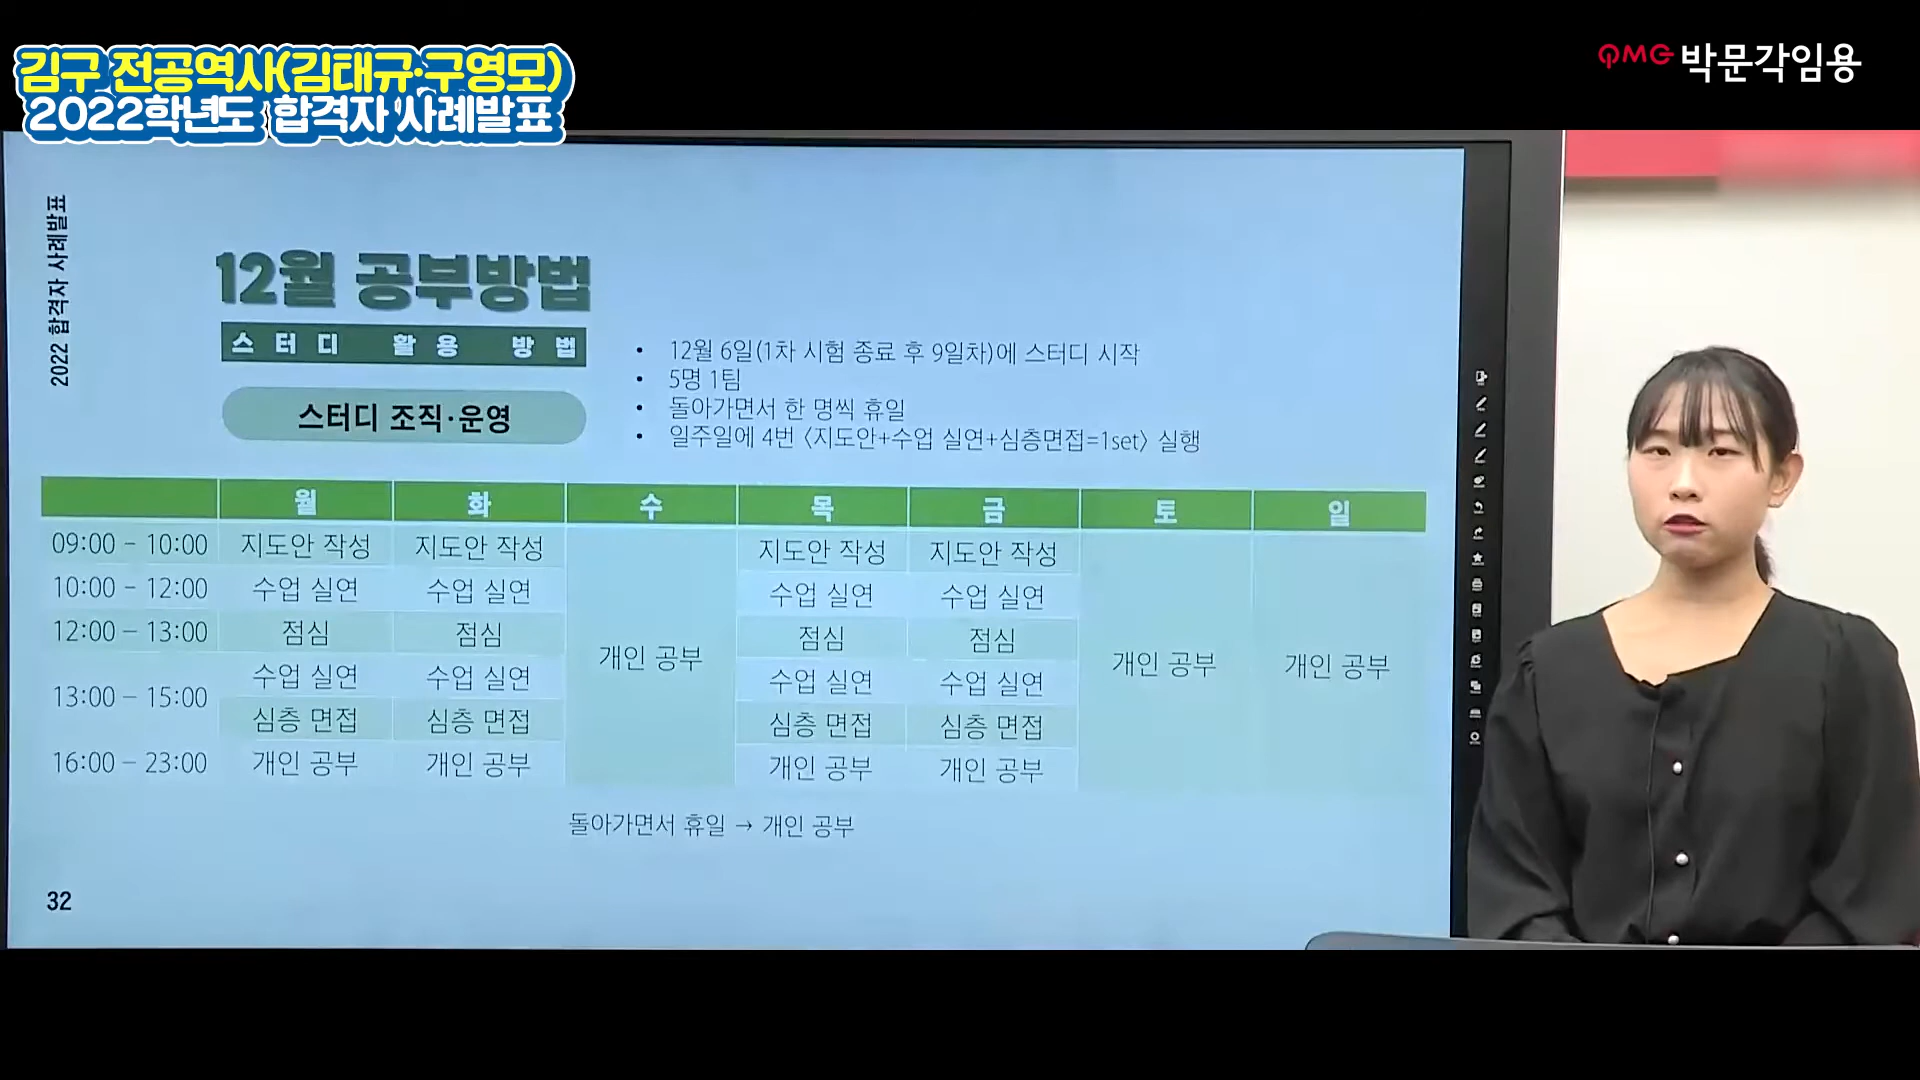 김구 전공역사(김태규·구영모)
2022학년도 합격자 사례발표
PMG 박문각임용
2022 합격자 사례발표
12월 공부방법
스터디 활용 방법
스터디 조직·운영
• 12월 6일(1차 시험 종료 후 9일차)에 스터디 시작
• 5명 1팀
• 돌아가면서 한 명씩 휴일
• 일주일에 4번 <지도안+수업 실연+심층면접=1set> 실행
월 화 수 목 금 토 일
09:00 – 10:00 지도안 작성 지도안 작성 지도안 작성 지도안 작성
10:00 – 12:00 수업 실연 수업 실연 수업 실연 수업 실연
12:00 – 13:00 점심 점심 점심 점심
개인 공부 개인 공부 개인 공부
13:00 – 15:00 수업 실연 수업 실연 수업 실연 수업 실연
심층 면접 심층 면접 심층 면접 심층 면접
16:00 – 23:00 개인 공부 개인 공부 개인 공부 개인 공부
돌아가면서 휴일 → 개인 공부
32